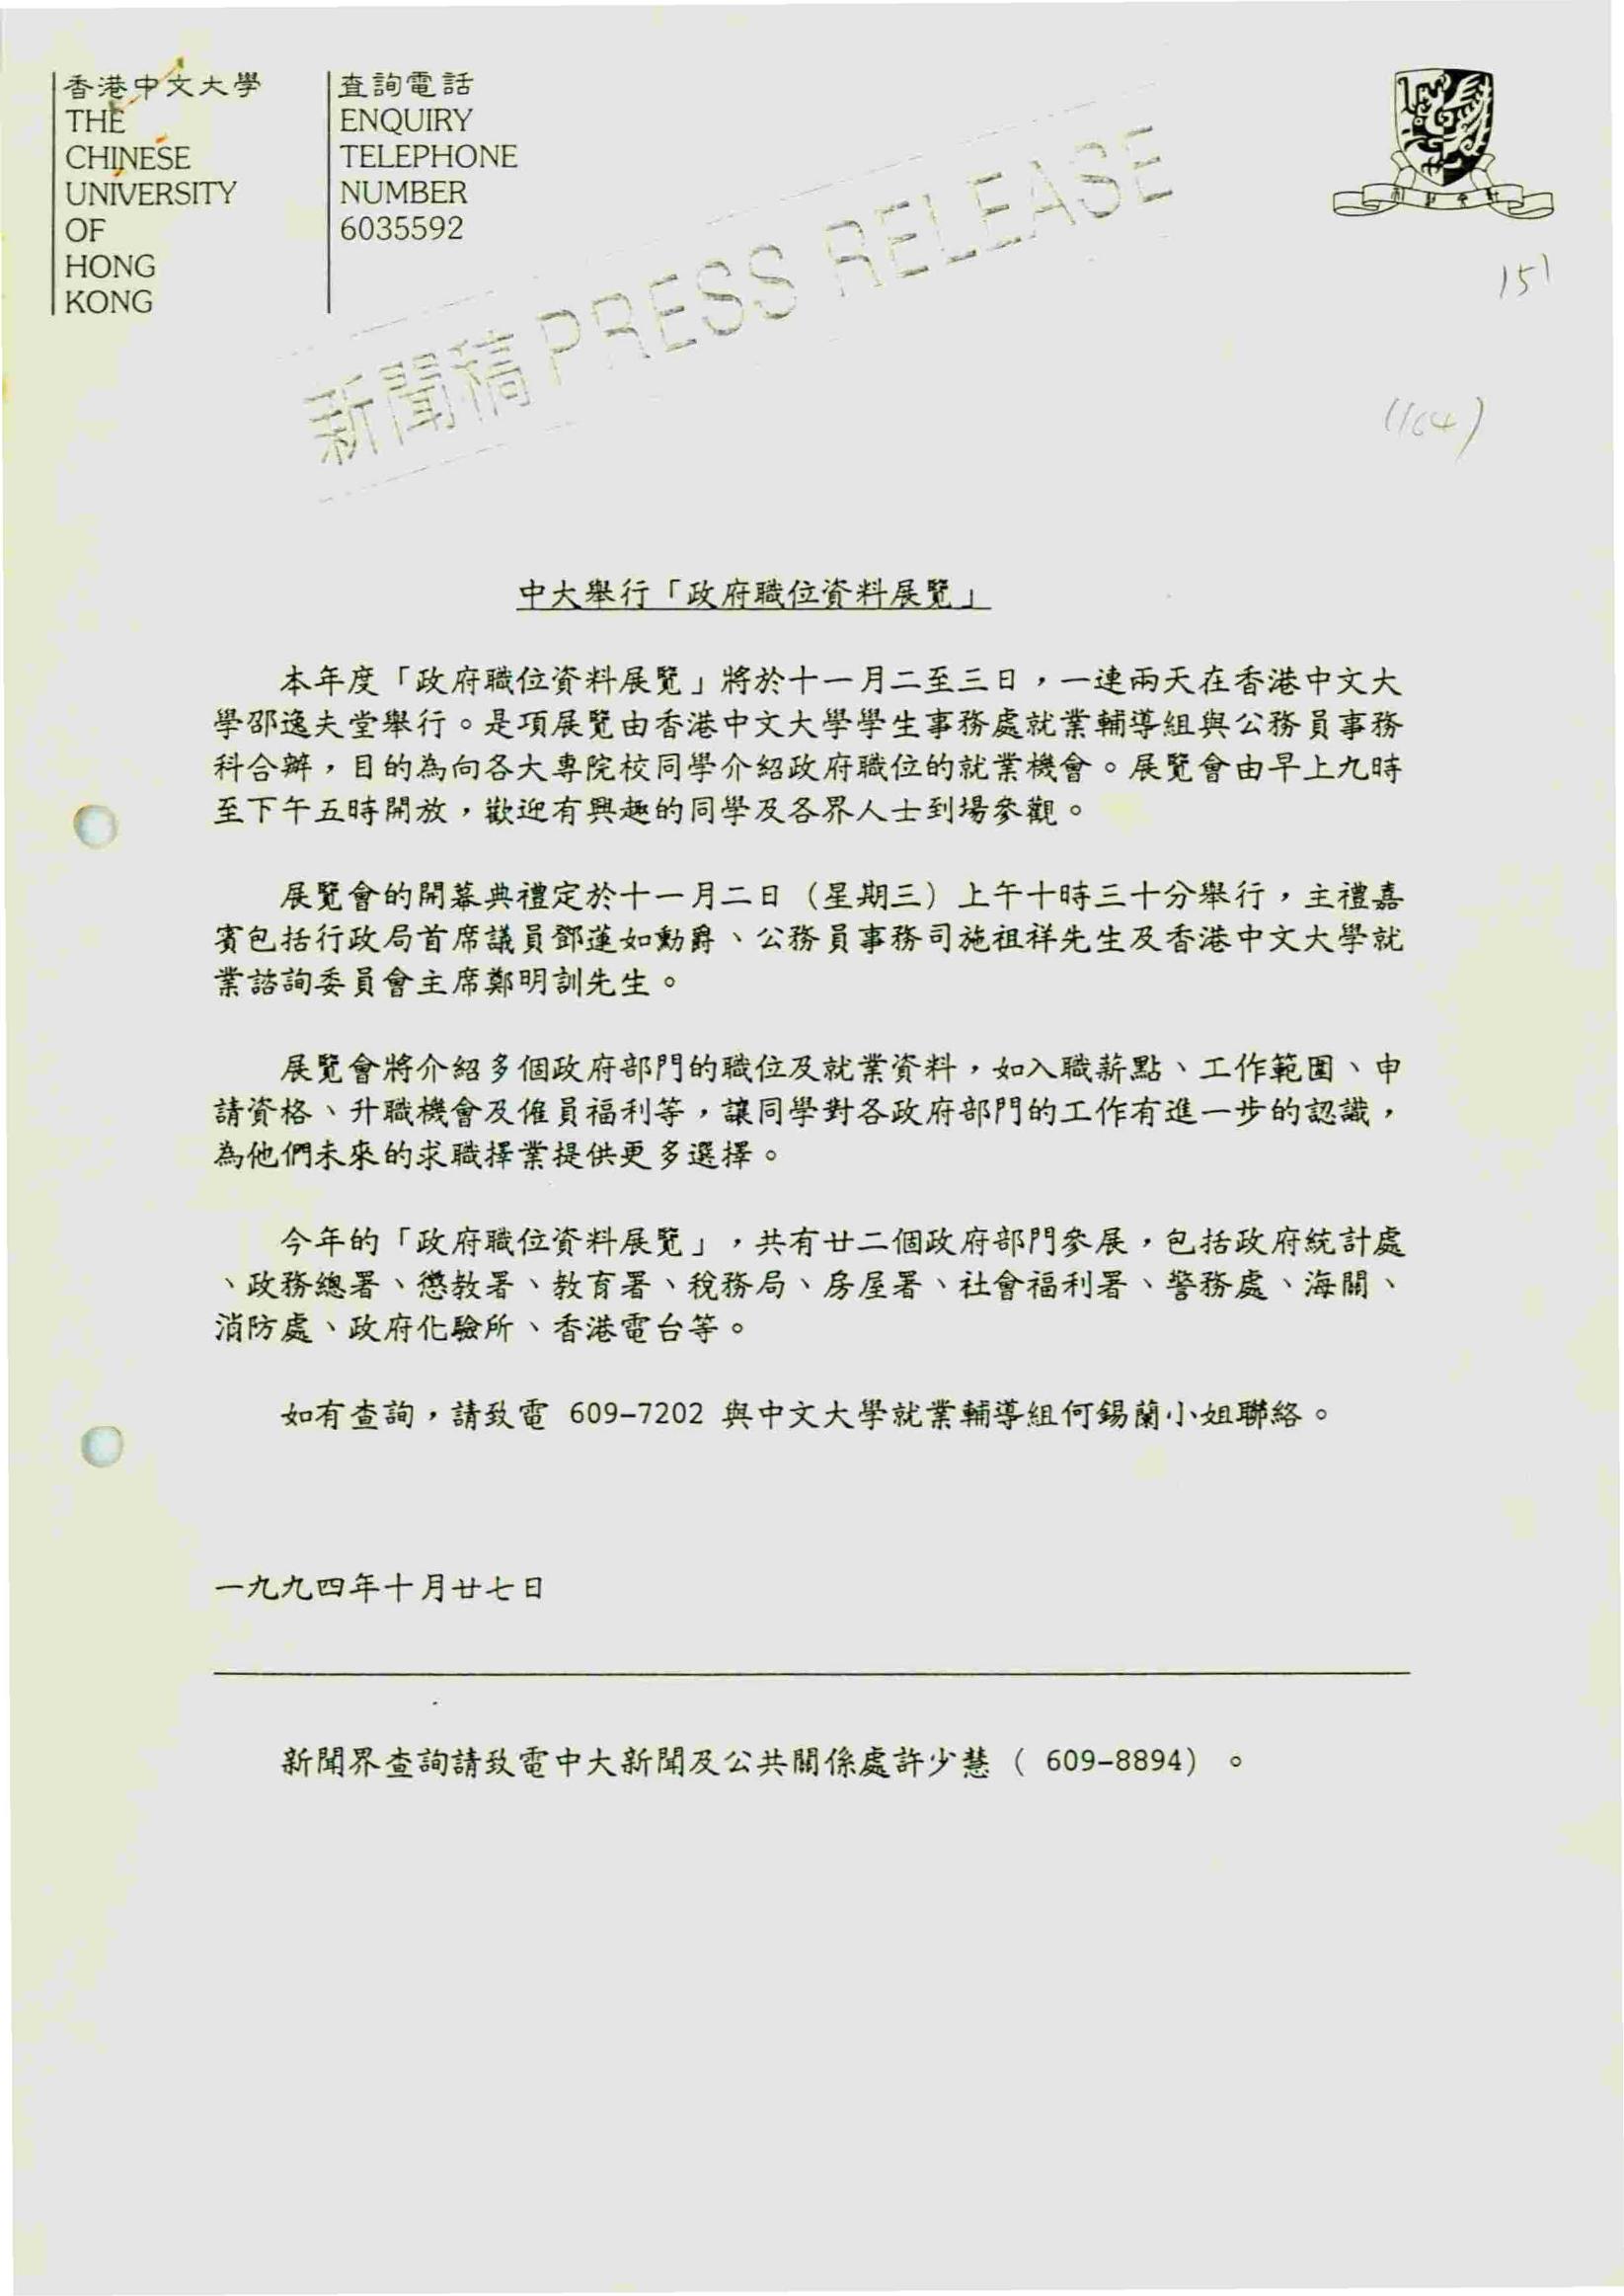 香港中文大學
THE
CHINESE
UNIVERSITY
OF
HONG
KONG
查詢電話
ENQUIRY
TELEPHONE
NUMBER
6035592
新聞稿 PRESS RELEASE
151
(164)
中大舉行「政府職位資料展覽」
本年度「政府職位資料展覽」將於十一月二至三日，一連兩天在香港中文大
學邵逸夫堂舉行。是項展覽由香港中文大學學生事務處就業輔導組與公務員事務
科合辦，目的為向各大專院校同學介紹政府職位的就業機會。展覽會由早上九時
至下午五時開放，歡迎有興趣的同學及各界人士到場參觀。
展覽會的開幕典禮定於十一月二日（星期三）上午十時三十分舉行，主禮嘉
賓包括行政局首席議員鄧蓮如勳爵、公務員事務司施祖祥先生及香港中文大學就
業諮詢委員會主席鄭明訓先生。
展覽會將介紹多個政府部門的職位及就業資料，如入職薪點、工作範圍、申
請資格、升職機會及僱員福利等，讓同學對各政府部門的工作有進一步的認識，
為他們未來的求職擇業提供更多選擇。
今年的「政府職位資料展覽」，共有廿二個政府部門參展，包括政府統計處
、政務總署、懲教署、教育署、稅務局、房屋署、社會福利署、警務處、海關、
消防處、政府化驗所、香港電台等。
如有查詢，請致電 609-7202 與中文大學就業輔導組何錫蘭小姐聯絡。
一九九四年十月廿七日
新聞界查詢請致電中大新聞及公共關係處許少慧（ 609-8894）。